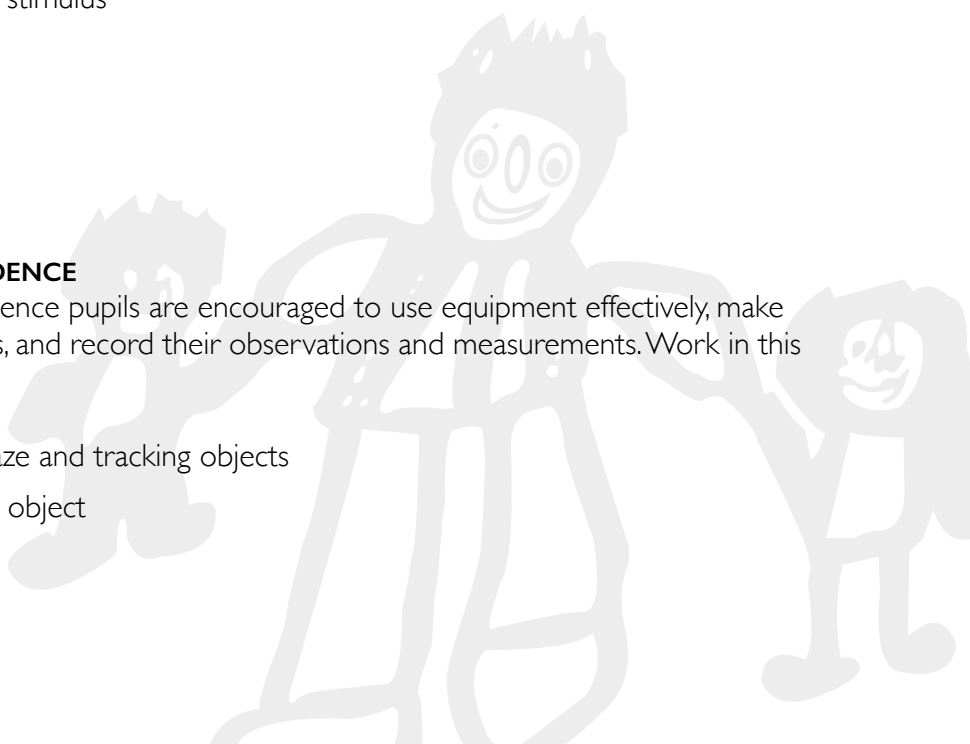 stimulus
DENCE
ence pupils are encouraged to use equipment effectively, make
s, and record their observations and measurements. Work in this
aze and tracking objects
object